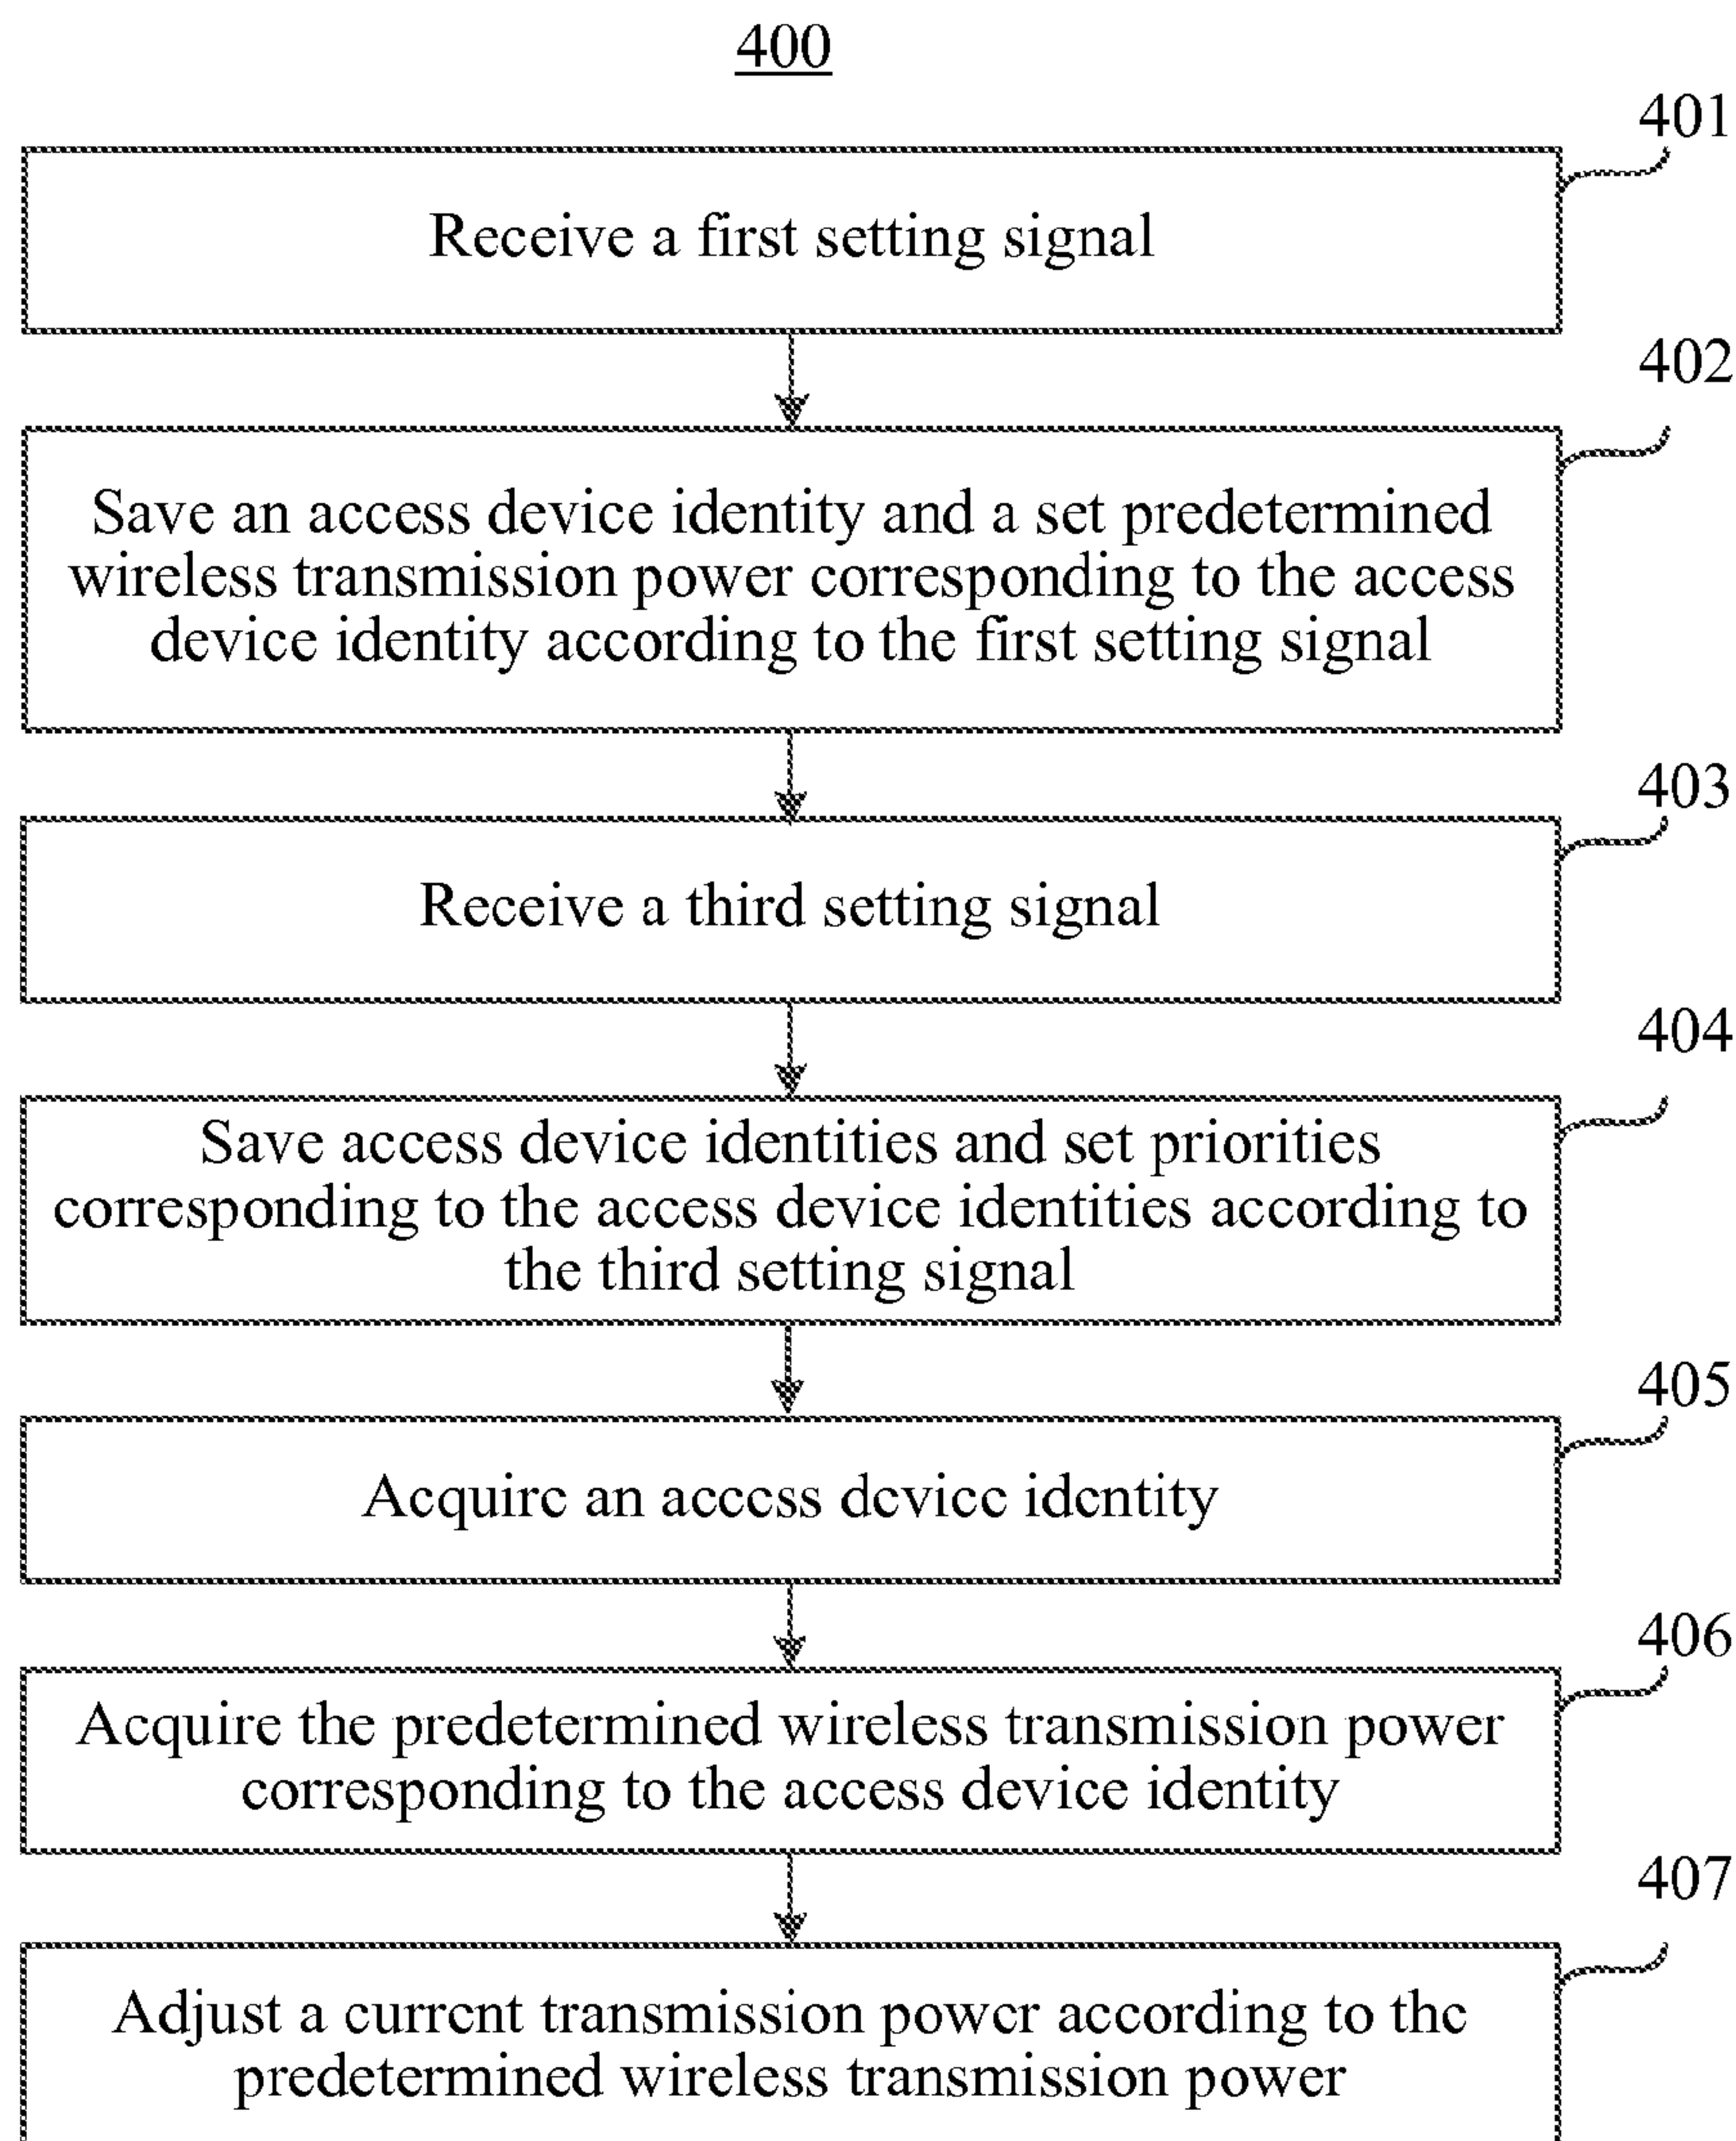 400
401
Receive a first setting signal
402
Save an access device identity and a set predetermined
wireless transmission power corresponding to the access
device identity according to the first setting signal
403
Receive a third setting signal
404
Save access device identities and set priorities
corresponding to the access device identities according to
the third setting signal
405
Acquire an access device identity
406
Acquire the predetermined wireless transmission power
corresponding to the access device identity
407
Adjust a current transmission power according to the
predetermined wireless transmission power